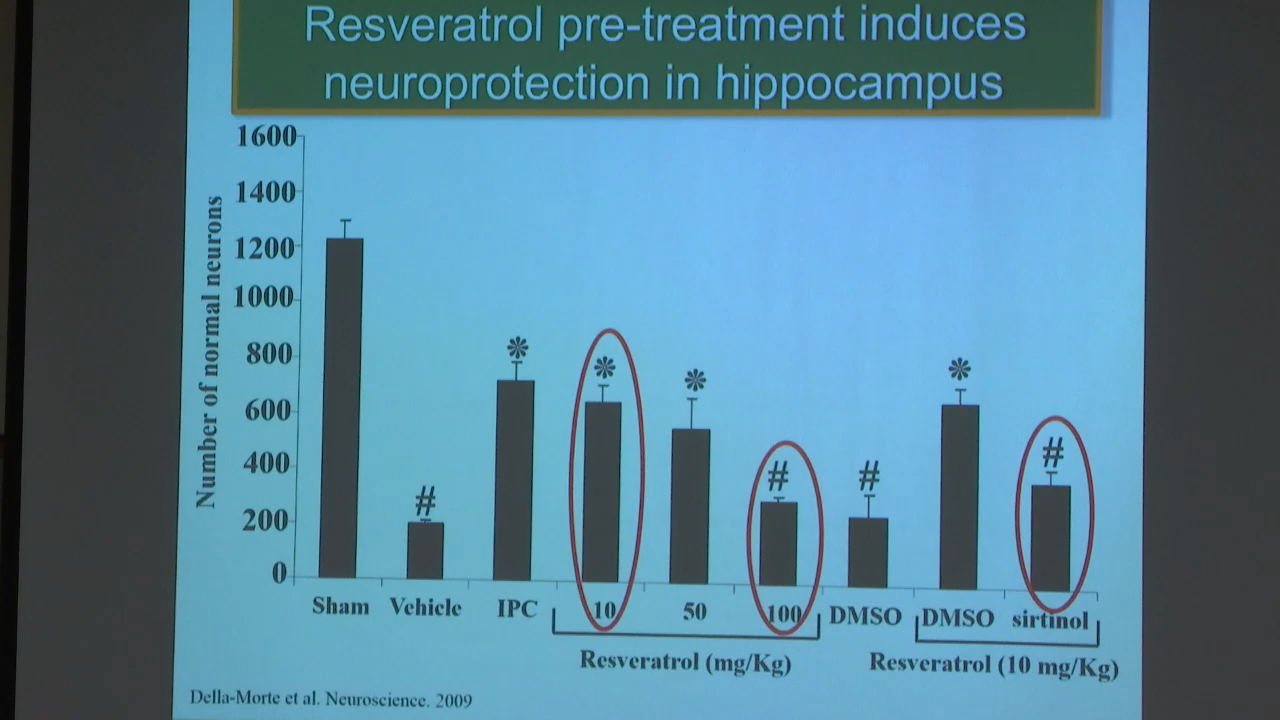 Resveratrol pre-treatment induces
neuroprotection in hippocampus
1600
1400
1200
1000
800
600
400
200
0
Number of normal neurons
#
*
*
*
#
#
*
#
Sham Vehicle IPC 10 50 100 DMSO DMSO sirtinol
Resveratrol (mg/Kg) Resveratrol (10 mg/Kg)
Della-Morte et al. Neuroscience. 2009